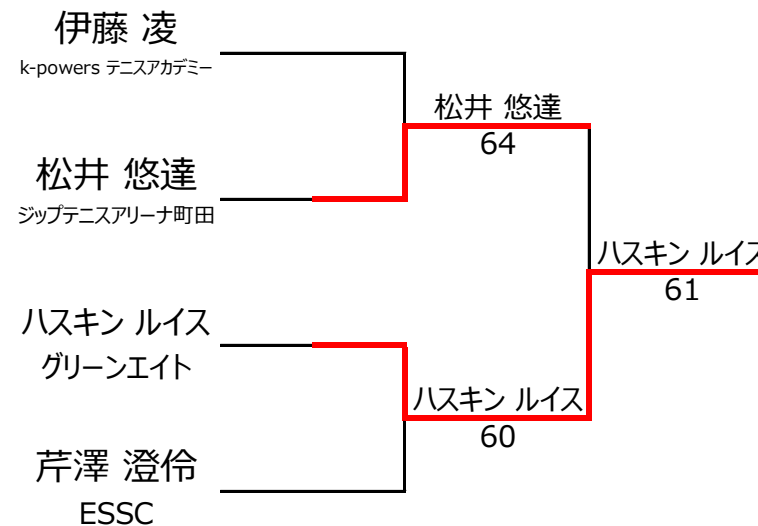 伊藤 凌
k-powers テニスアカデミー
松井 悠達
64
松井 悠達
ジップテニスアリーナ町田
ハスキン ルイス
61
ハスキン ルイス
グリーンエイト
ハスキン ルイス
60
芹澤 澄伶
ESSC